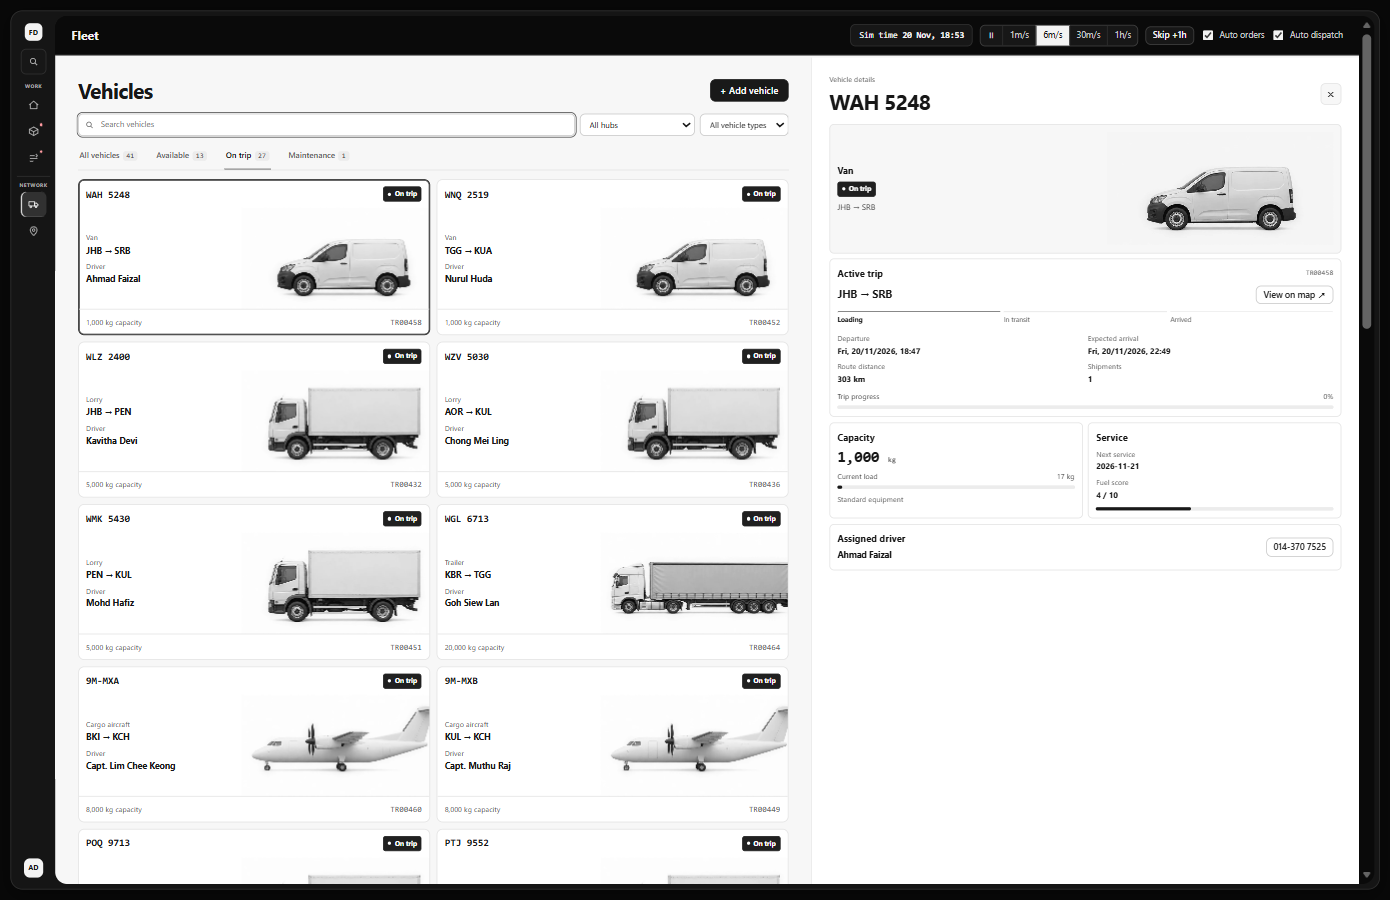 FD
Fleet
Sim time 20 Nov, 18:53
1m/s
6m/s
30m/s
1h/s
Skip +1h
Auto orders
Auto dispatch
WORK
NETWORK
AD
Vehicles
+ Add vehicle
Search vehicles
All hubs
All vehicle types
All vehicles 41
Available 13
On trip 27
Maintenance 1
WAH 5248
On trip
Van
JHB → SRB
Driver
Ahmad Faizal
1,000 kg capacity
TR00458
WNQ 2519
On trip
Van
TGG → KUA
Driver
Nurul Huda
1,000 kg capacity
TR00452
WLZ 2400
On trip
Lorry
JHB → PEN
Driver
Kavitha Devi
5,000 kg capacity
TR00432
WZV 5030
On trip
Lorry
AOR → KUL
Driver
Chong Mei Ling
5,000 kg capacity
TR00436
WMK 5430
On trip
Lorry
PEN → KUL
Driver
Mohd Hafiz
5,000 kg capacity
TR00451
WGL 6713
On trip
Trailer
KBR → TGG
Driver
Goh Siew Lan
20,000 kg capacity
TR00464
9M-MXA
On trip
Cargo aircraft
BKI → KCH
Driver
Capt. Lim Chee Keong
8,000 kg capacity
TR00460
9M-MXB
On trip
Cargo aircraft
KUL → KCH
Driver
Capt. Muthu Raj
8,000 kg capacity
TR00449
POQ 9713
On trip
PTJ 9552
On trip
Vehicle details
WAH 5248
×
Van
On trip
JHB → SRB
Active trip
TR00458
JHB → SRB
View on map ↗
Loading
In transit
Arrived
Departure
Fri, 20/11/2026, 18:47
Expected arrival
Fri, 20/11/2026, 22:49
Route distance
303 km
Shipments
1
Trip progress
0%
Capacity
1,000 kg
Current load
17 kg
Standard equipment
Service
Next service
2026-11-21
Fuel score
4 / 10
Assigned driver
Ahmad Faizal
014-370 7525